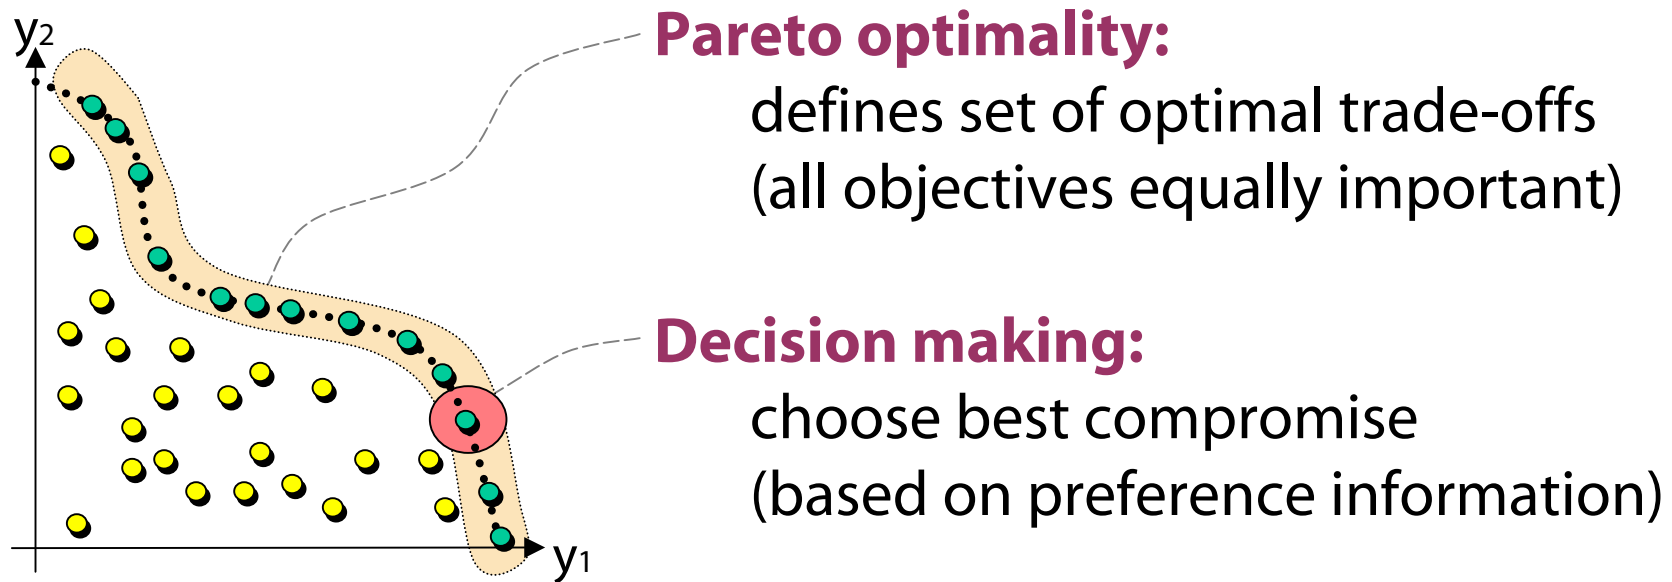 y2
Pareto optimality:
defines set of optimal trade-offs
(all objectives equally important)
Decision making:
choose best compromise
(based on preference information)
y1